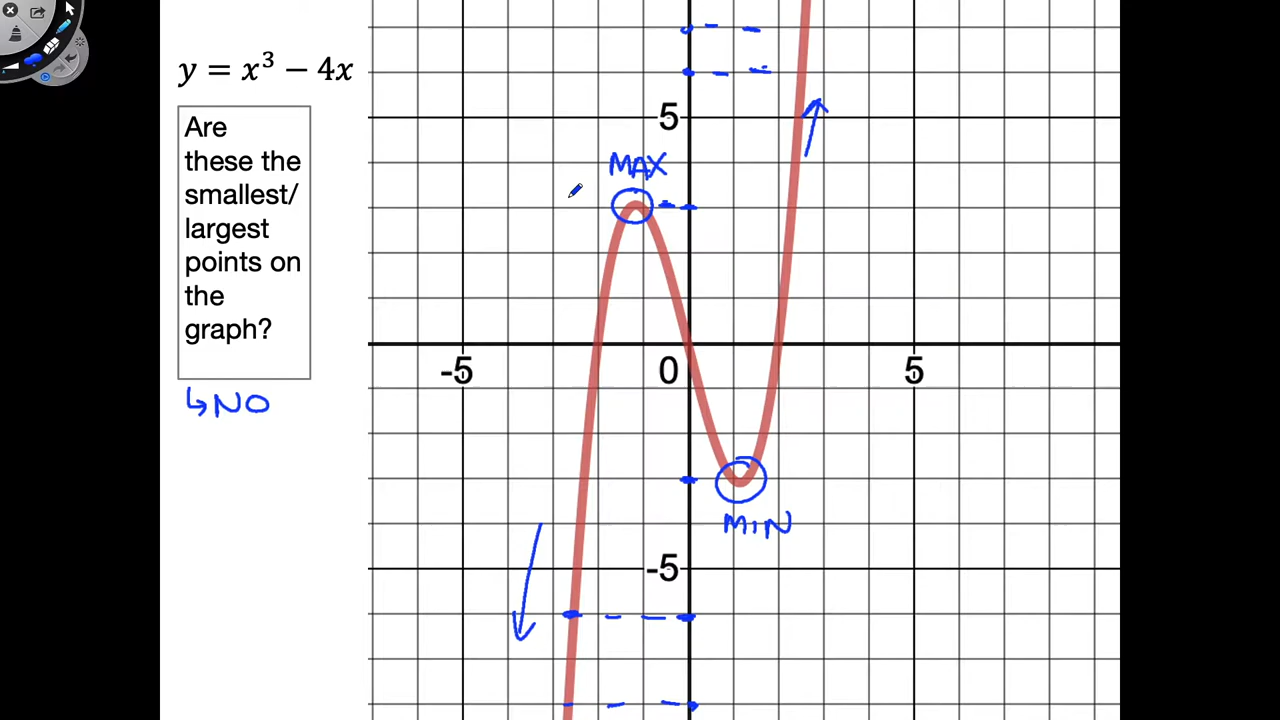 y = x³ − 4x
Are
these the
smallest/
largest
points on
the
graph?
↳NO
5
MAX
-5
0
5
MIN
-5